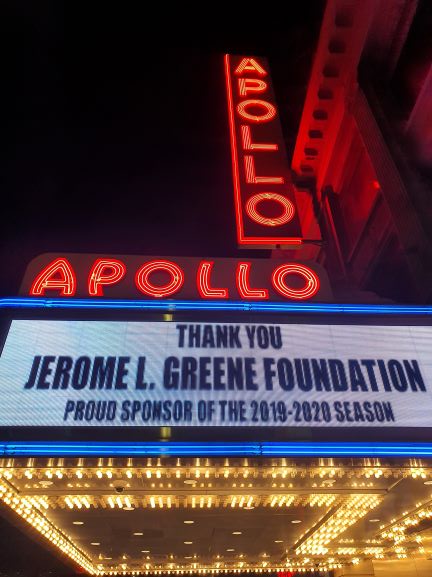 APOLLO
APOLLO
THANK YOU
JEROME L. GREENE FOUNDATION
PROUD SPONSOR OF THE 2019-2020 SEASON